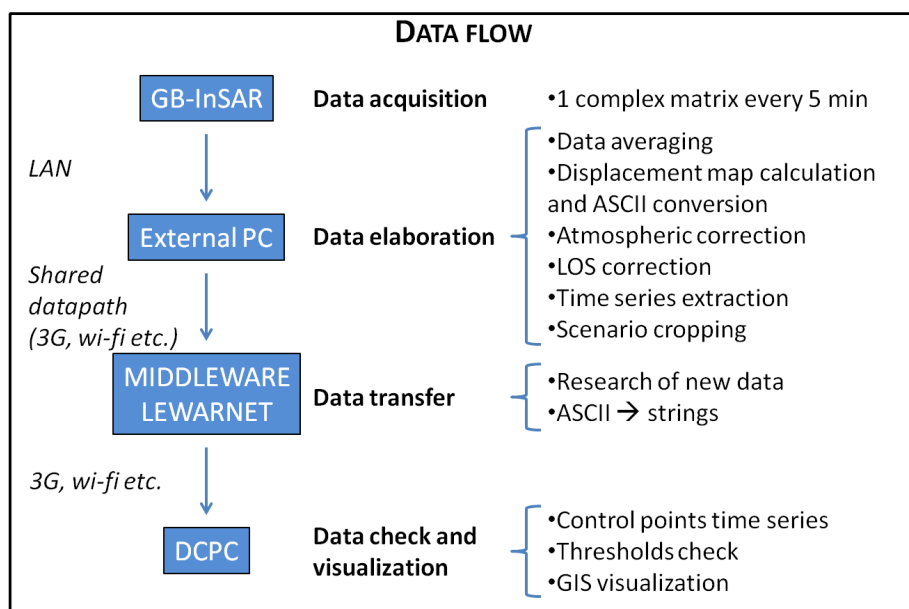 DATA FLOW
GB-InSAR
Data acquisition
•1 complex matrix every 5 min
LAN
External PC
Data elaboration
•Data averaging
•Displacement map calculation
and ASCII conversion
•Atmospheric correction
•LOS correction
•Time series extraction
•Scenario cropping
Shared
datapath
(3G, wi-fi etc.)
MIDDLEWARE
LEWARNET
Data transfer
•Research of new data
•ASCII → strings
3G, wi-fi etc.
DCPC
Data check and
visualization
•Control points time series
•Thresholds check
•GIS visualization